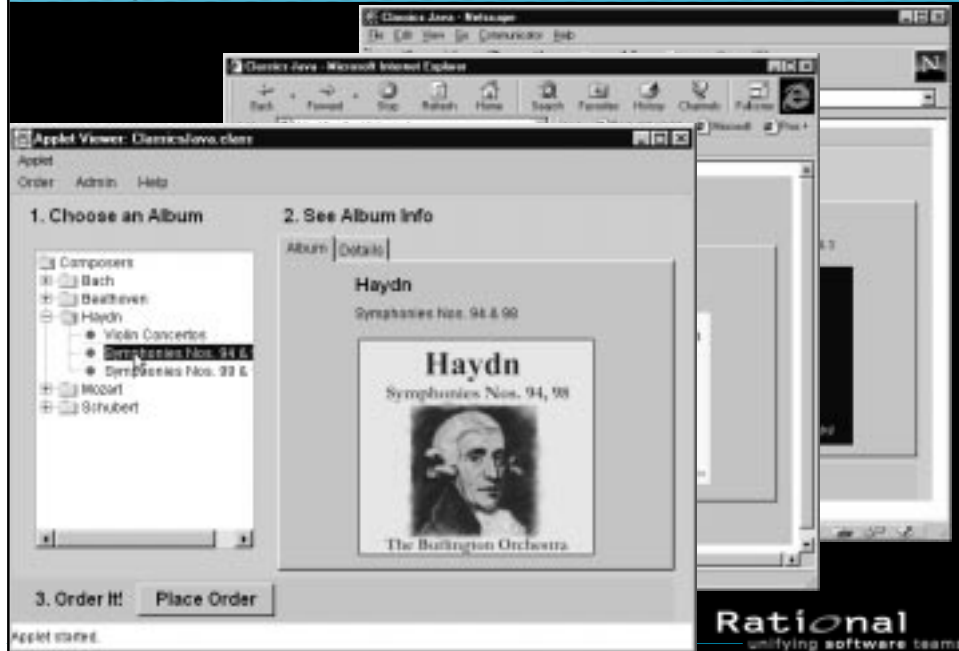 Classics Java - Netscape
File Edit View Go Communicator Help
N
Classics Java - Microsoft Internet Explorer
Back Forward Stop Refresh Home Search Favorites History Channels Fullscreen
Applet Viewer: ClassicsJava.class
Applet
Order Admin Help
1. Choose an Album
Composers
Bach
Beethoven
Haydn
Violin Concertos
Symphonies Nos. 94 &
Symphonies Nos. 99 &
Mozart
Schubert
2. See Album Info
Album Details
Haydn
Symphonies Nos. 94 & 98
Haydn
Symphonies Nos. 94, 98
The Burlington Orchestra
3. Order It! Place Order
Applet started.
Rational
unifying software teams